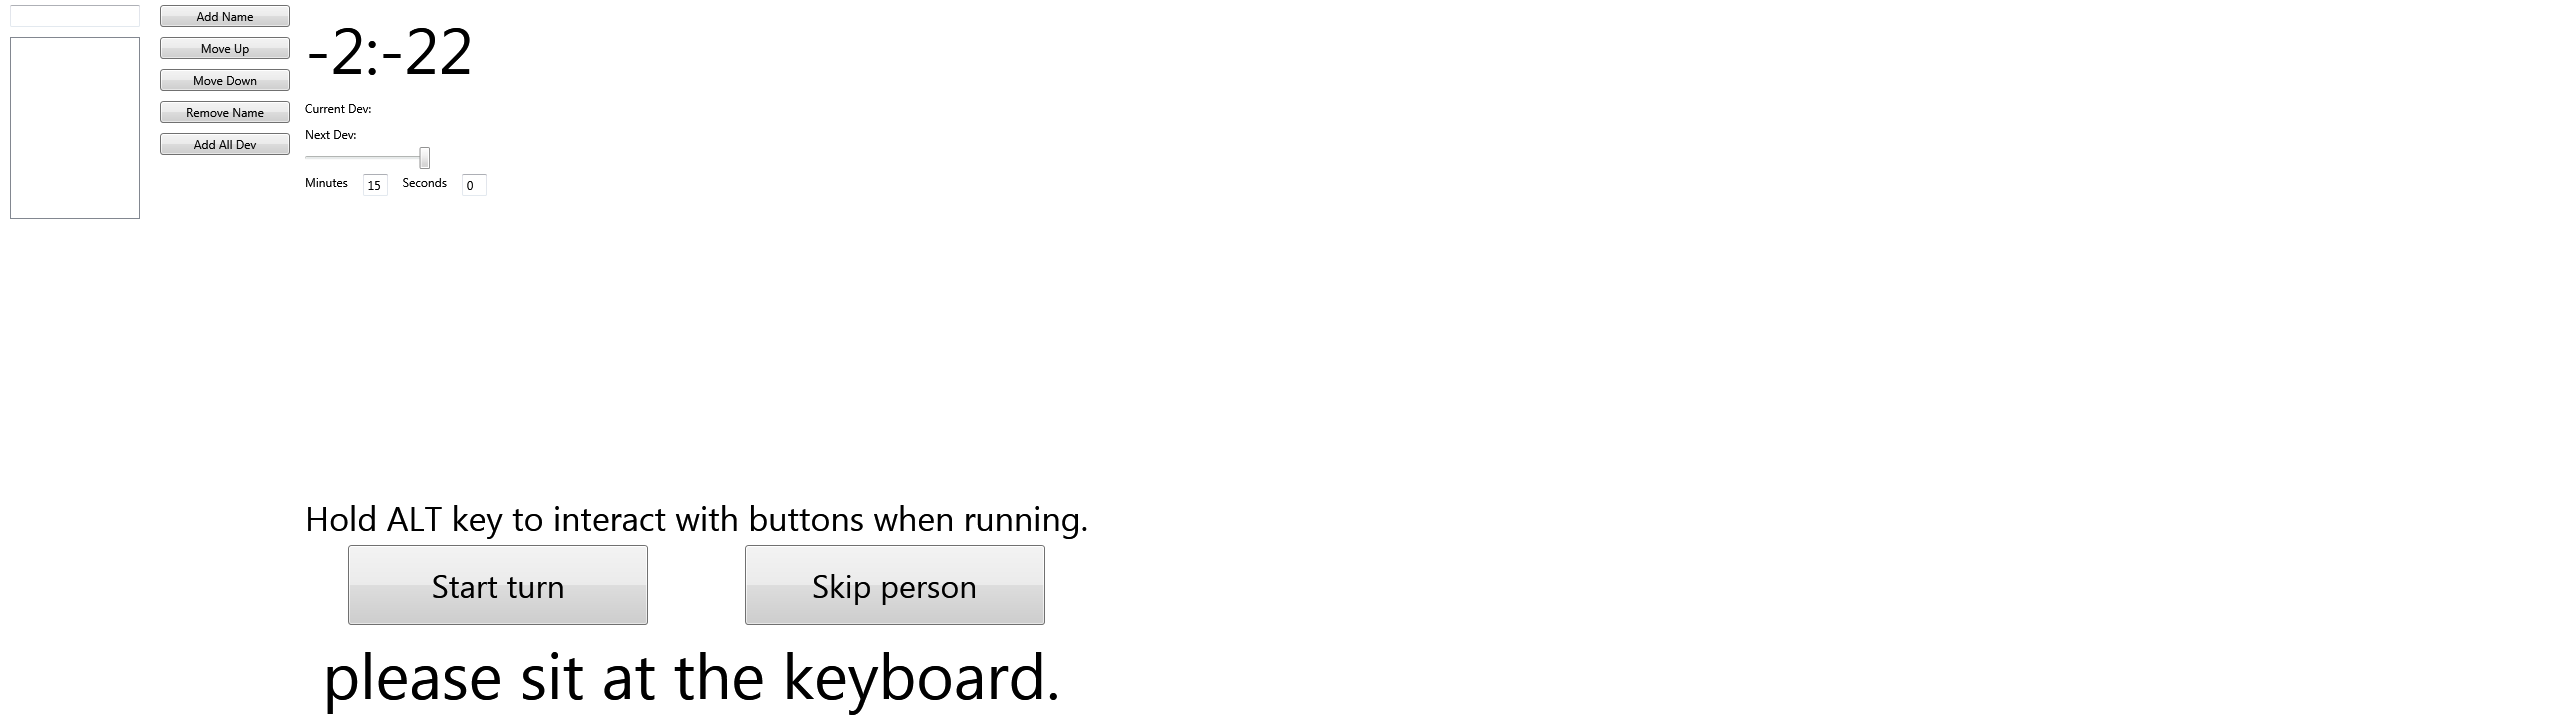 Add Name
Move Up
Move Down
Remove Name
Add All Dev
-2:-22
Current Dev:
Next Dev:
Minutes 15 Seconds 0
Hold ALT key to interact with buttons when running.
Start turn Skip person
please sit at the keyboard.